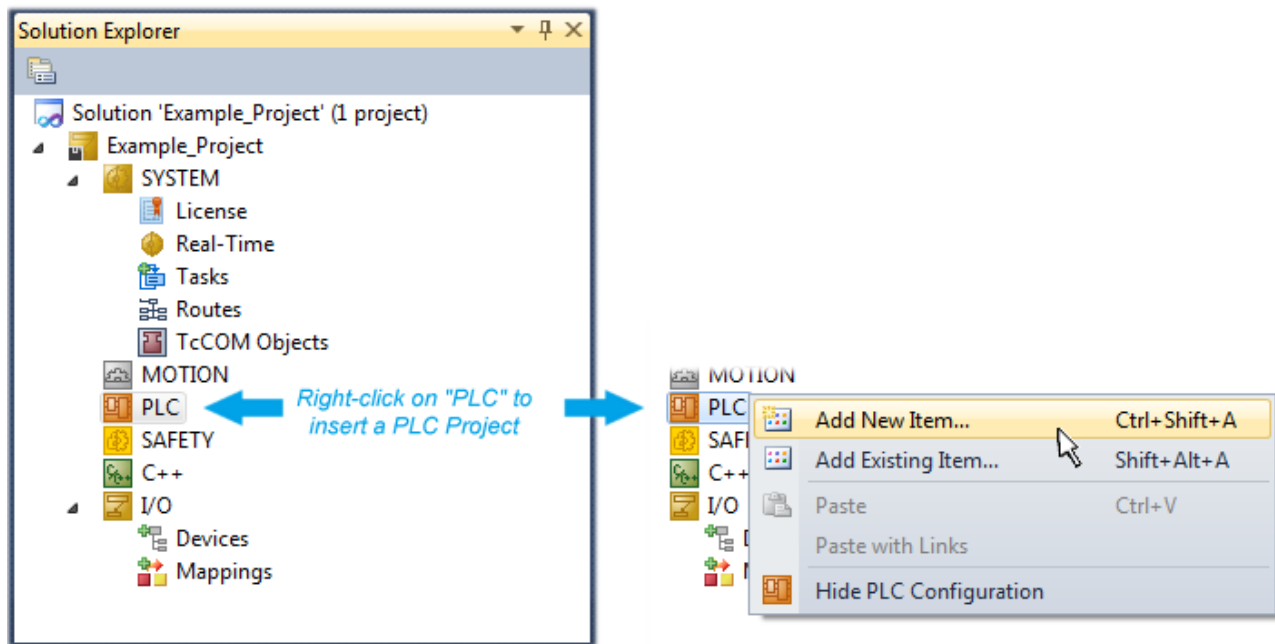 Solution Explorer
Solution 'Example_Project' (1 project)
Example_Project
SYSTEM
License
Real-Time
Tasks
Routes
TcCOM Objects
MOTION
PLC
SAFETY
C++
I/O
Devices
Mappings
Right-click on "PLC" to
insert a PLC Project
MOTION
PLC
SAF
C++
I/O
Add New Item... Ctrl+Shift+A
Add Existing Item... Shift+Alt+A
Paste Ctrl+V
Paste with Links
Hide PLC Configuration